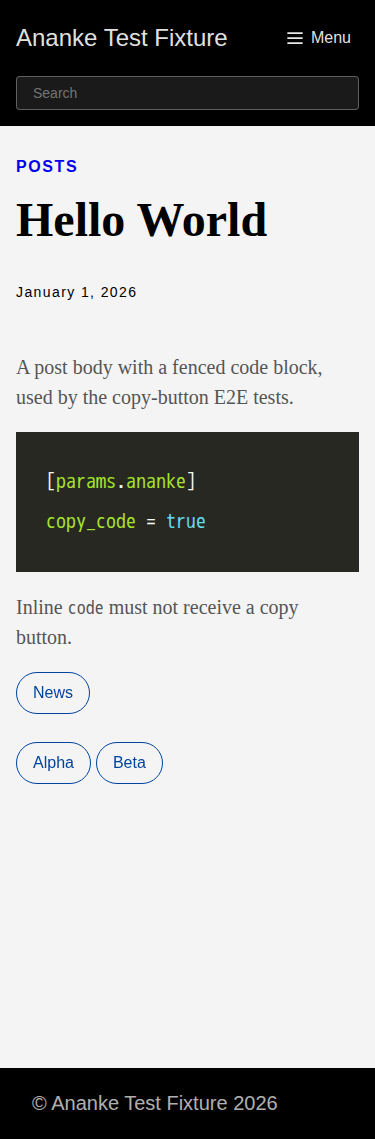 Ananke Test Fixture
Menu
Search
POSTS
Hello World
January 1, 2026
A post body with a fenced code block,
used by the copy-button E2E tests.
[params.ananke]
copy_code = true
Inline code must not receive a copy
button.
News
Alpha Beta
© Ananke Test Fixture 2026